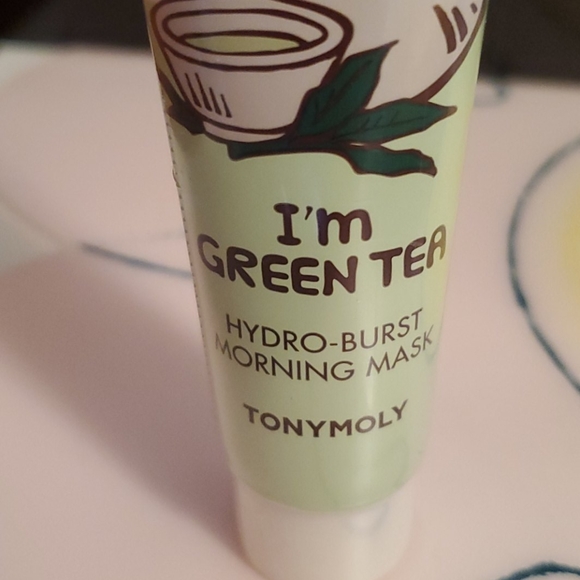 I'm
GREEN TEA
HYDRO-BURST
MORNING MASK
TONYMOLY